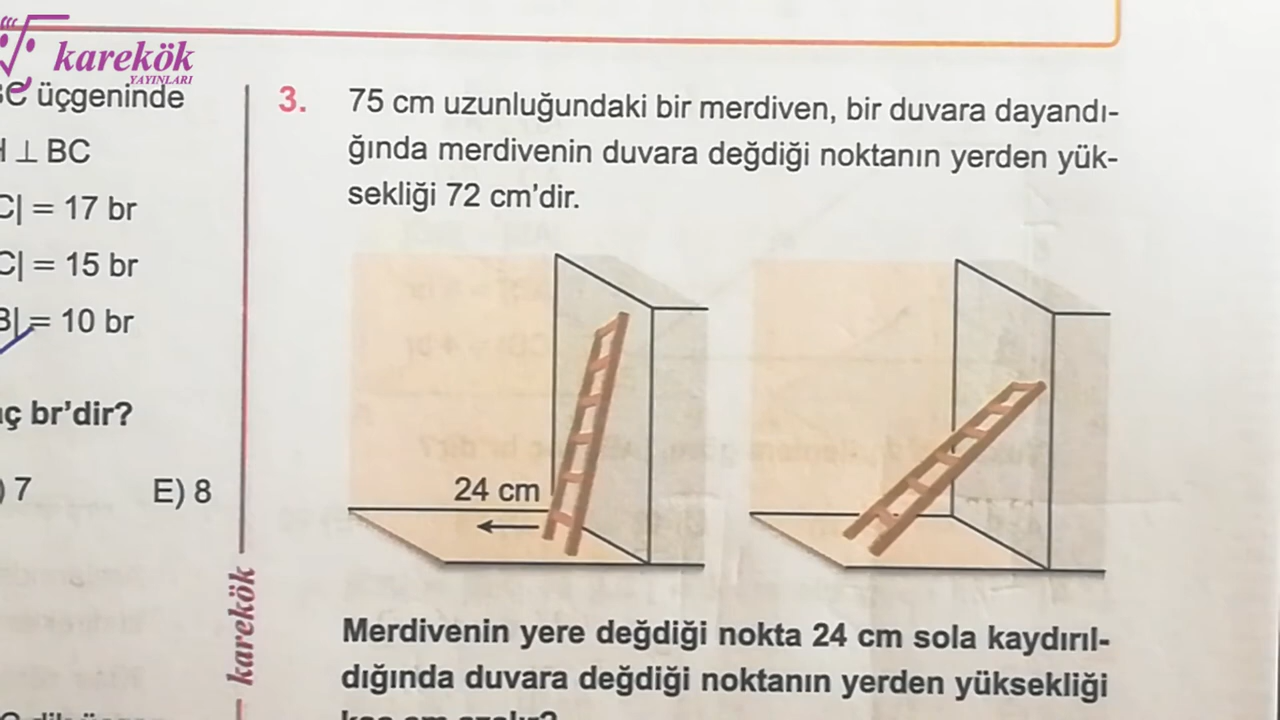 karekök
YAYINLARI
üçgeninde
⊥ BC
C| = 17 br
C| = 15 br
B| = 10 br
br'dir?
) 7 E) 8
karekök
3. 75 cm uzunluğundaki bir merdiven, bir duvara dayandı-
ğında merdivenin duvara değdiği noktanın yerden yük-
sekliği 72 cm'dir.
24 cm
Merdivenin yere değdiği nokta 24 cm sola kaydırıl-
dığında duvara değdiği noktanın yerden yüksekliği